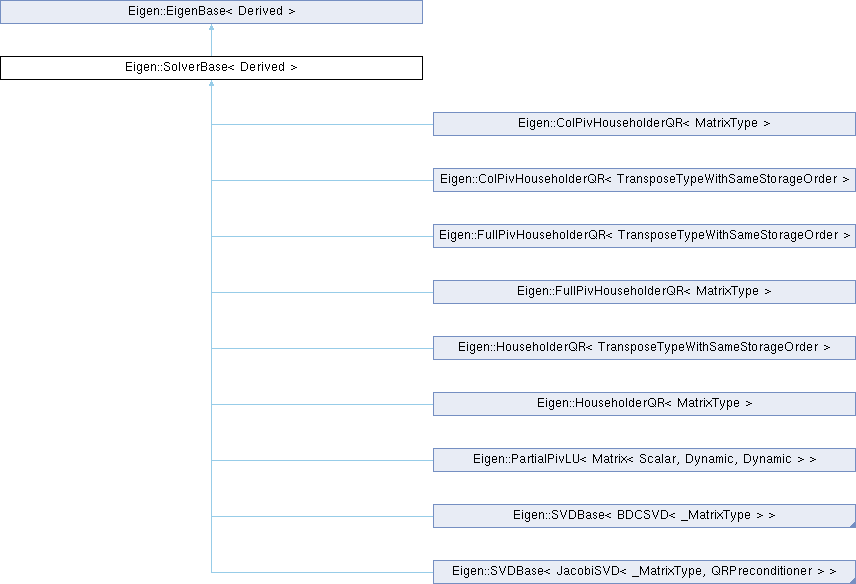 Eigen::EigenBase< Derived >
Eigen::SolverBase< Derived >
Eigen::ColPivHouseholderQR< MatrixType >
Eigen::ColPivHouseholderQR< TransposeTypeWithSameStorageOrder >
Eigen::FullPivHouseholderQR< TransposeTypeWithSameStorageOrder >
Eigen::FullPivHouseholderQR< MatrixType >
Eigen::HouseholderQR< TransposeTypeWithSameStorageOrder >
Eigen::HouseholderQR< MatrixType >
Eigen::PartialPivLU< Matrix< Scalar, Dynamic, Dynamic > >
Eigen::SVDBase< BDCSVD< _MatrixType > >
Eigen::SVDBase< JacobiSVD< _MatrixType, QRPreconditioner > >